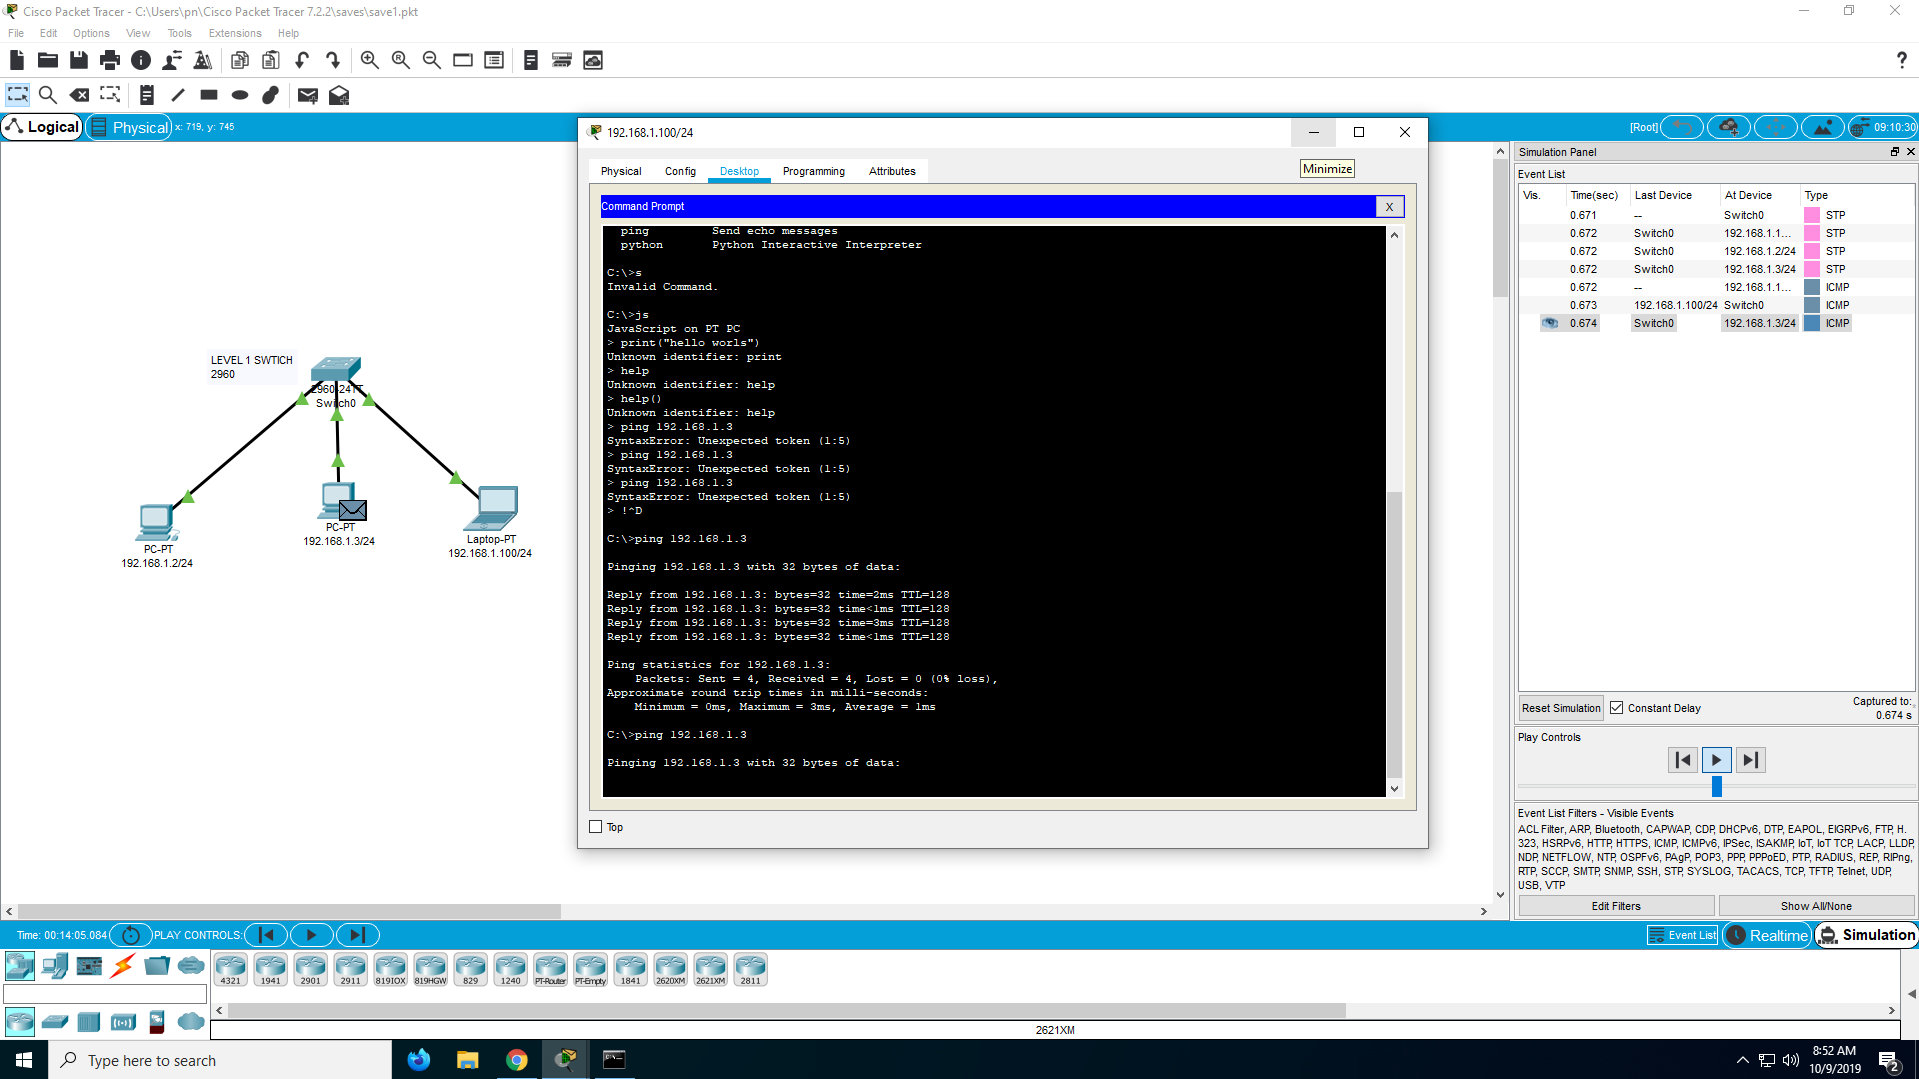 Cisco Packet Tracer - C:\Users\pn\Cisco Packet Tracer 7.2.2\saves\save1.pkt
File Edit Options View Tools Extensions Help
?
Logical Physical x: 719, y: 745
[Root] 09:10:30
LEVEL 1 SWTICH
2960
2960-24TT
Switch0
PC-PT
192.168.1.2/24
PC-PT
192.168.1.3/24
Laptop-PT
192.168.1.100/24
192.168.1.100/24
Minimize
Physical Config Desktop Programming Attributes
Command Prompt X
ping Send echo messages
python Python Interactive Interpreter
C:\>s
Invalid Command.
C:\>js
JavaScript on PT PC
> print("hello worls")
Unknown identifier: print
> help
Unknown identifier: help
> help()
Unknown identifier: help
> ping 192.168.1.3
SyntaxError: Unexpected token (1:5)
> ping 192.168.1.3
SyntaxError: Unexpected token (1:5)
> ping 192.168.1.3
SyntaxError: Unexpected token (1:5)
> !^D
C:\>ping 192.168.1.3
Pinging 192.168.1.3 with 32 bytes of data:
Reply from 192.168.1.3: bytes=32 time=2ms TTL=128
Reply from 192.168.1.3: bytes=32 time<1ms TTL=128
Reply from 192.168.1.3: bytes=32 time=3ms TTL=128
Reply from 192.168.1.3: bytes=32 time<1ms TTL=128
Ping statistics for 192.168.1.3:
Packets: Sent = 4, Received = 4, Lost = 0 (0% loss),
Approximate round trip times in milli-seconds:
Minimum = 0ms, Maximum = 3ms, Average = 1ms
C:\>ping 192.168.1.3
Pinging 192.168.1.3 with 32 bytes of data:
Top
Simulation Panel
Event List
Vis. Time(sec) Last Device At Device Type
0.671 -- Switch0 STP
0.672 Switch0 192.168.1.1... STP
0.672 Switch0 192.168.1.2/24 STP
0.672 Switch0 192.168.1.3/24 STP
0.672 -- 192.168.1.1... ICMP
0.673 192.168.1.100/24 Switch0 ICMP
0.674 Switch0 192.168.1.3/24 ICMP
Reset Simulation Constant Delay Captured to:
0.674 s
Play Controls
Event List Filters - Visible Events
ACL Filter, ARP, Bluetooth, CAPWAP, CDP, DHCPv6, DTP, EAPOL, EIGRPv6, FTP, H.
323, HSRPv6, HTTP, HTTPS, ICMP, ICMPv6, IPSec, ISAKMP, IoT, IoT TCP, LACP, LLDP,
NDP, NETFLOW, NTP, OSPFv6, PAgP, POP3, PPP, PPPoED, PTP, RADIUS, REP, RIPng,
RTP, SCCP, SMTP, SNMP, SSH, STP, SYSLOG, TACACS, TCP, TFTP, Telnet, UDP,
USB, VTP
Edit Filters Show All/None
Time: 00:14:05.084 PLAY CONTROLS: Event List Realtime Simulation
4321 1941 2901 2911 819IOX 819HGW 829 1240 PT-Router PT-Empty 1841 2620XM 2621XM 2811
2621XM
Type here to search
8:52 AM
10/9/2019
2